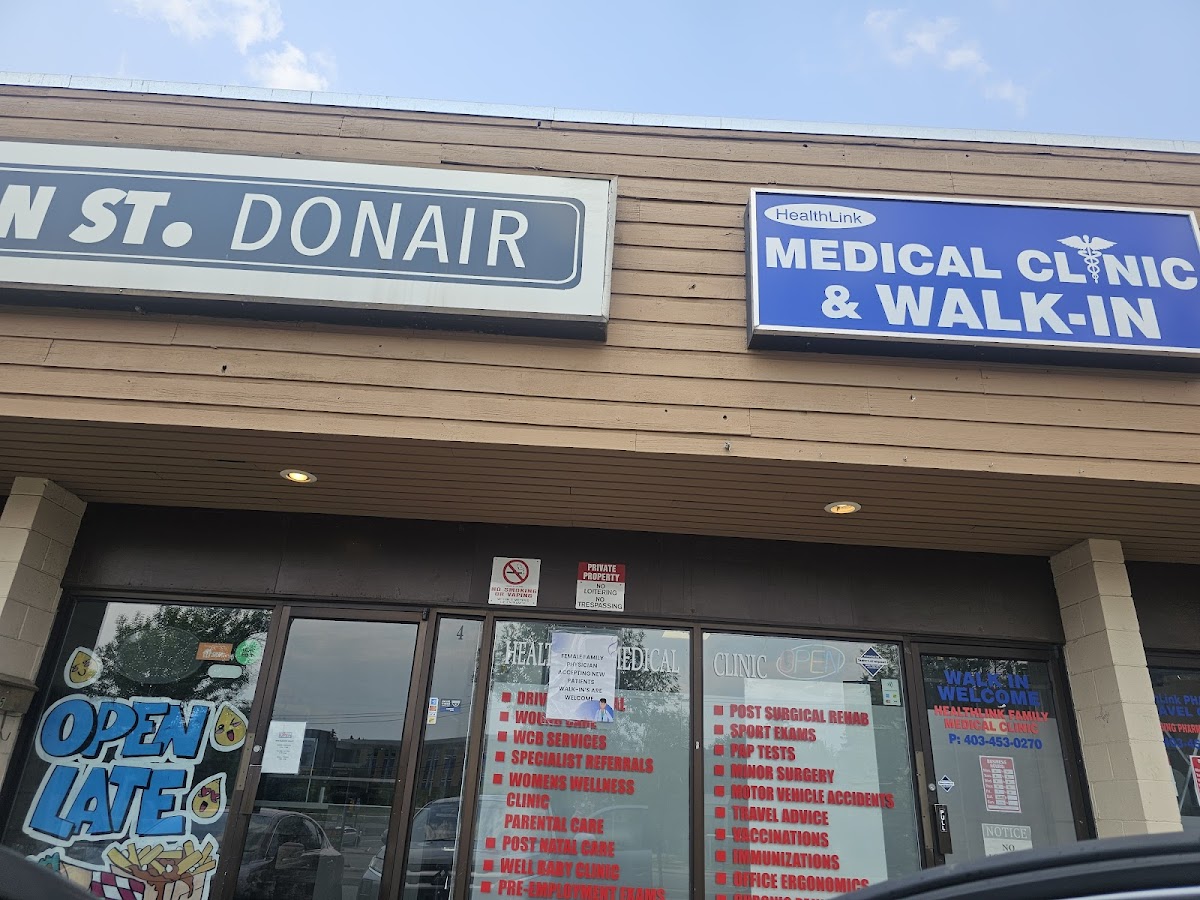 N ST. DONAIR
HealthLink
MEDICAL CLINIC
& WALK-IN
NO SMOKING
OR VAPING
PRIVATE
PROPERTY
NO
LOITERING
NO
TRESPASSING
OPEN
LATE
4
MEDICAL
CLINIC
OPEN
FEMALE FAMILY
PHYSICIAN
ACCEPTING NEW
PATIENTS
WALK-IN'S ARE
WELCOME
WCB SERVICES
SPECIALIST REFERRALS
WOMENS WELLNESS
CLINIC
PARENTAL CARE
POST NATAL CARE
WELL BABY CLINIC
PRE-EMPLOYMENT EXAMS
POST SURGICAL REHAB
SPORT EXAMS
PAP TESTS
MINOR SURGERY
MOTOR VEHICLE ACCIDENTS
TRAVEL ADVICE
VACCINATIONS
IMMUNIZATIONS
OFFICE ERGONOMICS
WALK IN
WELCOME
HEALTHLINK FAMILY
MEDICAL CLINIC
P: 403-453-0270
PULL
NOTICE
NO